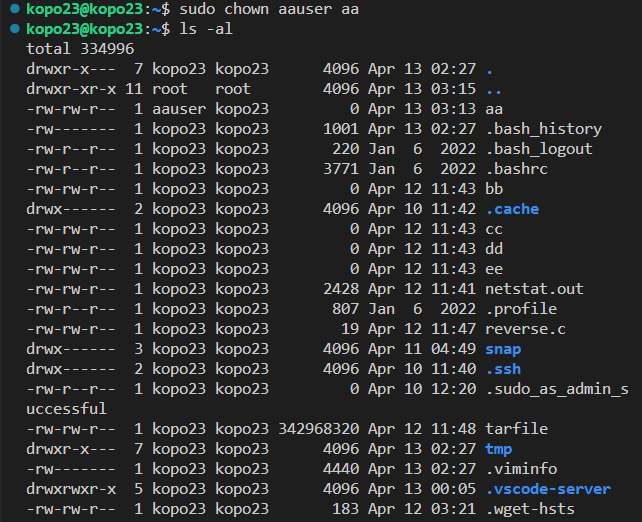 kopo23@kopo23:~$ sudo chown aauser aa
kopo23@kopo23:~$ ls -al
total 334996
drwxr-x---  7 kopo23 kopo23      4096 Apr 13 02:27 .
drwxr-xr-x 11 root   root        4096 Apr 13 03:15 ..
-rw-rw-r--  1 aauser kopo23         0 Apr 13 03:13 aa
-rw-------  1 kopo23 kopo23      1001 Apr 13 02:27 .bash_history
-rw-r--r--  1 kopo23 kopo23       220 Jan  6  2022 .bash_logout
-rw-r--r--  1 kopo23 kopo23      3771 Jan  6  2022 .bashrc
-rw-rw-r--  1 kopo23 kopo23         0 Apr 12 11:43 bb
drwx------  2 kopo23 kopo23      4096 Apr 10 11:42 .cache
-rw-rw-r--  1 kopo23 kopo23         0 Apr 12 11:43 cc
-rw-rw-r--  1 kopo23 kopo23         0 Apr 12 11:43 dd
-rw-rw-r--  1 kopo23 kopo23         0 Apr 12 11:43 ee
-rw-rw-r--  1 kopo23 kopo23      2428 Apr 12 11:41 netstat.out
-rw-r--r--  1 kopo23 kopo23       807 Jan  6  2022 .profile
-rw-rw-r--  1 kopo23 kopo23        19 Apr 12 11:47 reverse.c
drwx------  3 kopo23 kopo23      4096 Apr 11 04:49 snap
drwx------  2 kopo23 kopo23      4096 Apr 10 11:40 .ssh
-rw-r--r--  1 kopo23 kopo23         0 Apr 10 12:20 .sudo_as_admin_s
uccessful
-rw-rw-r--  1 kopo23 kopo23 342968320 Apr 12 11:48 tarfile
drwxr-x---  7 kopo23 kopo23      4096 Apr 13 02:27 tmp
-rw-------  1 kopo23 kopo23      4440 Apr 13 02:27 .viminfo
drwxrwxr-x  5 kopo23 kopo23      4096 Apr 13 00:05 .vscode-server
-rw-rw-r--  1 kopo23 kopo23       183 Apr 12 03:21 .wget-hsts